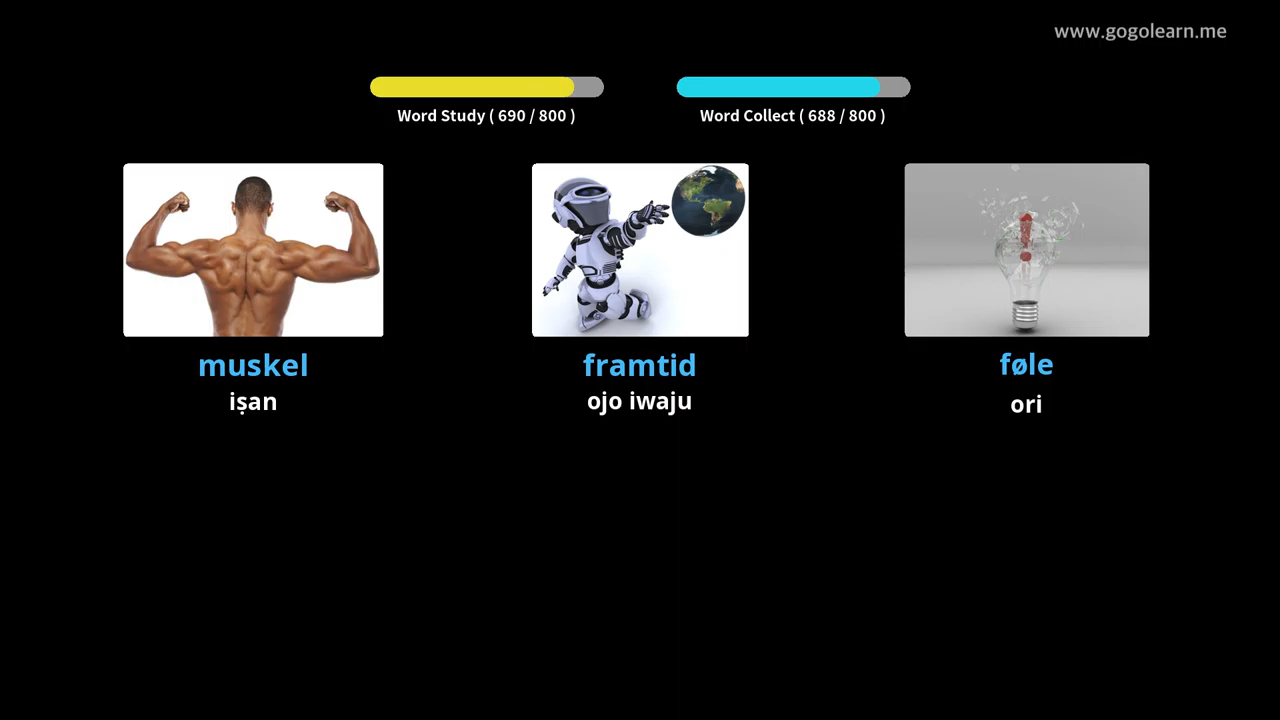 www.gogolearn.me
Word Study ( 690 / 800 )
Word Collect ( 688 / 800 )
muskel
framtid
føle
iṣan
ojo iwaju
ori